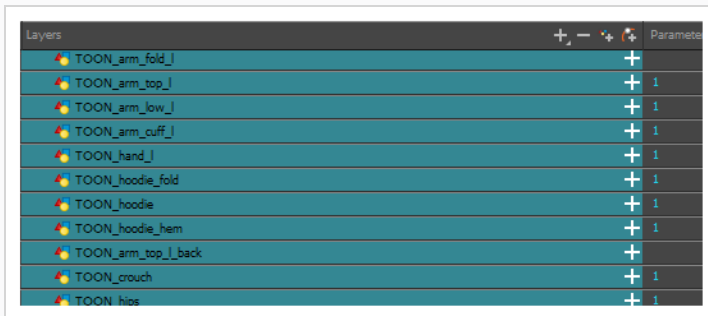 Layers Paramete
TOON_arm_fold_l
TOON_arm_top_l 1
TOON_arm_low_l 1
TOON_arm_cuff_l 1
TOON_hand_l 1
TOON_hoodie_fold 1
TOON_hoodie 1
TOON_hoodie_hem 1
TOON_arm_top_l_back
TOON_crouch 1
TOON_hips 1